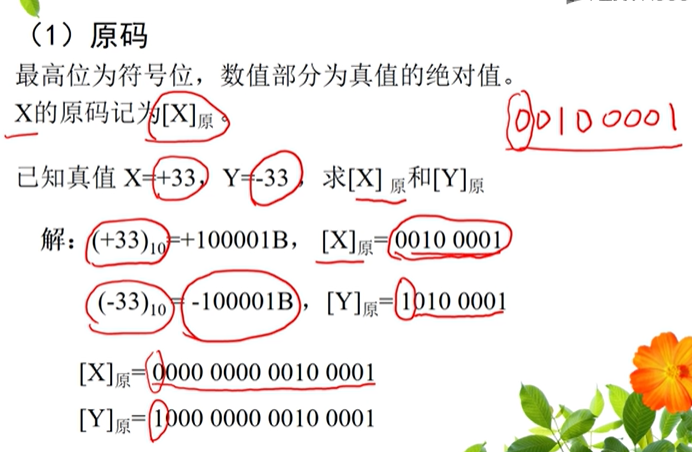 （1）原码
最高位为符号位，数值部分为真值的绝对值。
X的原码记为[X]原。
00100001
已知真值 X=+33， Y=-33 ，求[X] 原和[Y]原
解：(+33)10=+100001B， [X]原=0010 0001
(-33)10= -100001B，[Y]原=1010 0001
[X]原=0000 0000 0010 0001
[Y]原=1000 0000 0010 0001